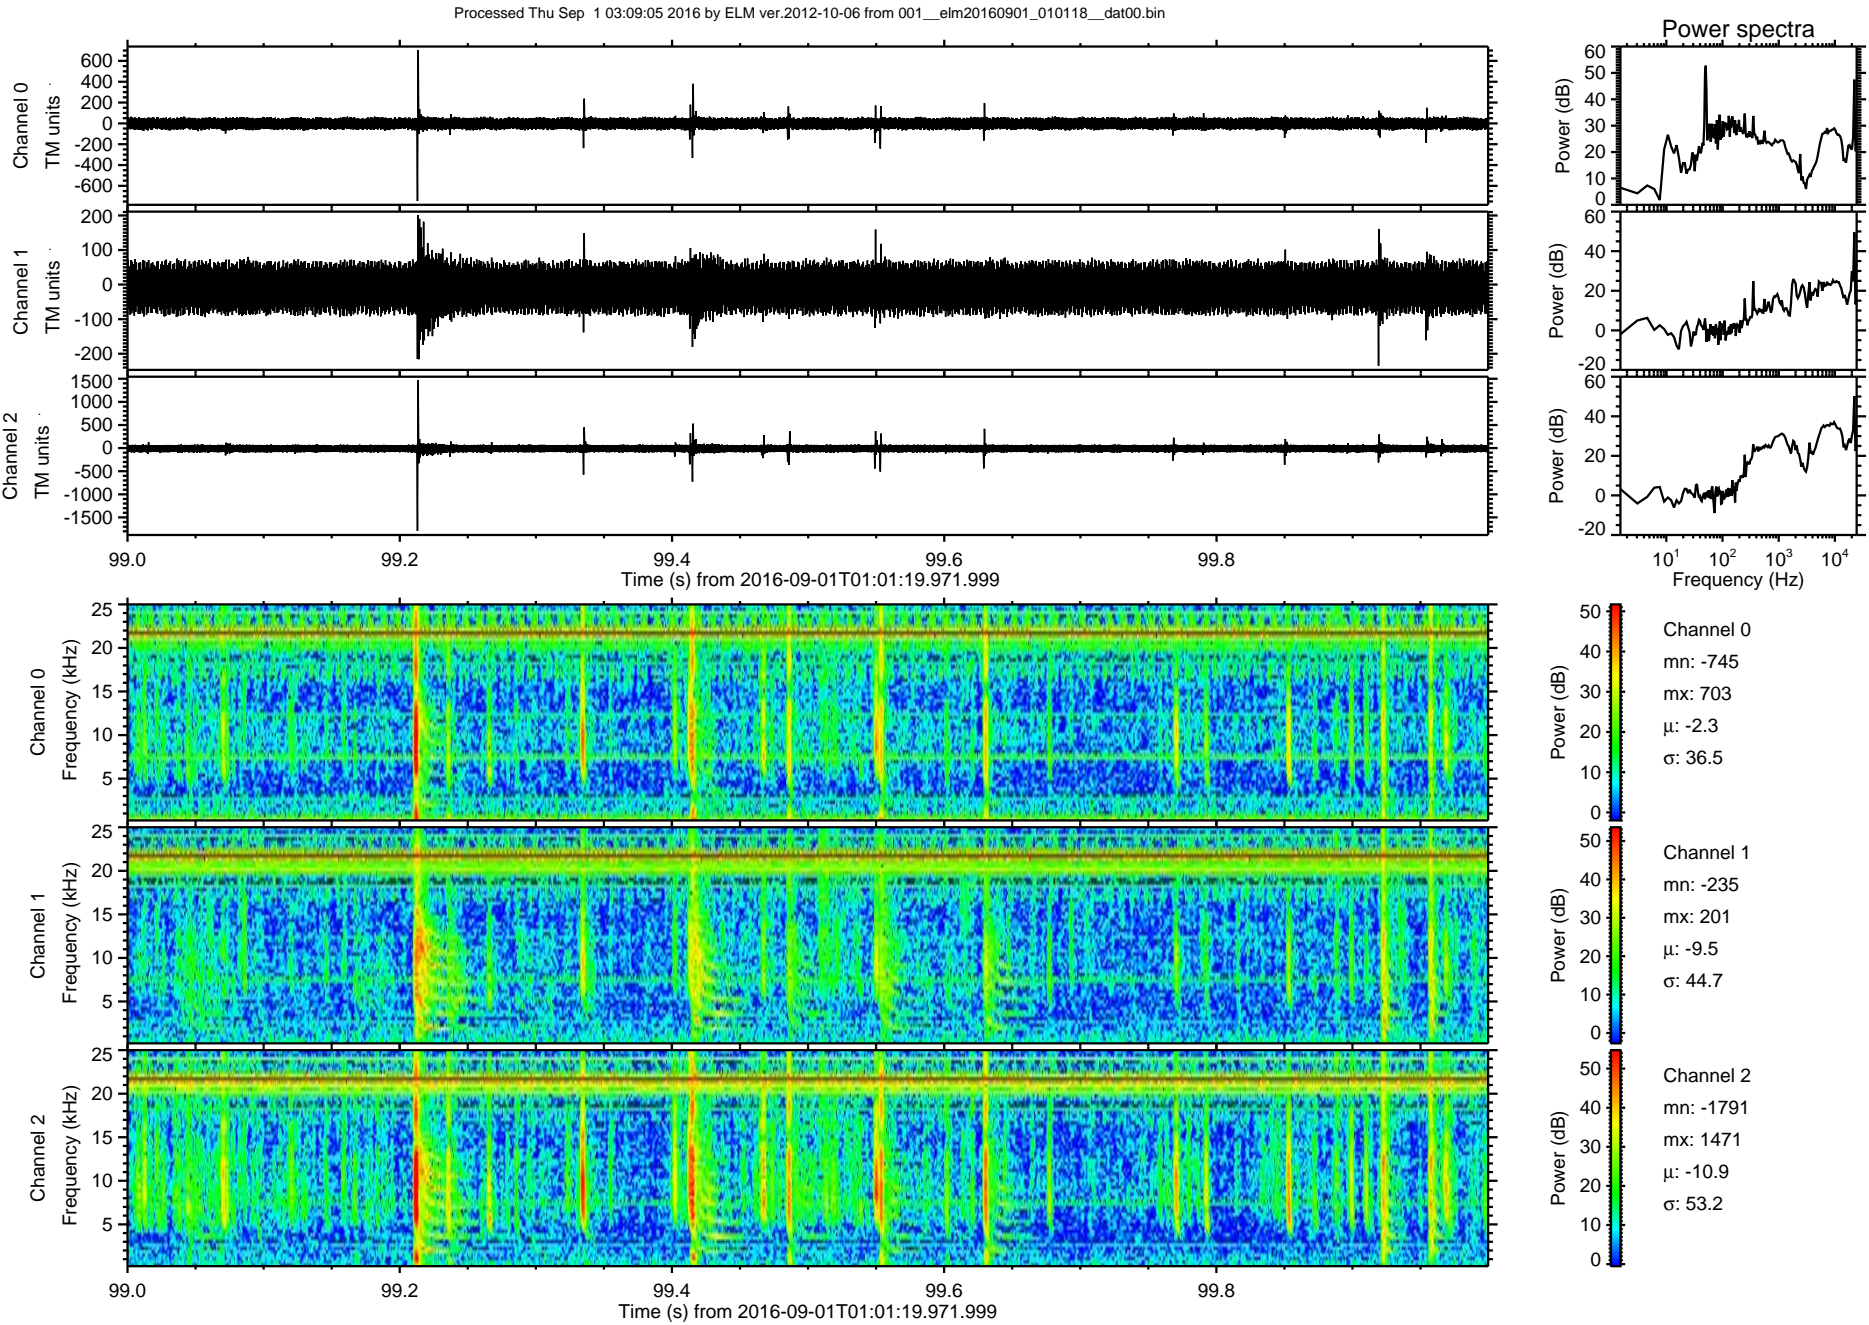 Processed Thu Sep  1 03:09:05 2016 by ELM ver.2012-10-06 from 001__elm20160901_010118__dat00.bin
Power spectra
Channel 0
TM units
600
400
200
0
-200
-400
-600
Power (dB)
60
50
40
30
20
10
0
Channel 1
TM units
200
100
0
-100
-200
Power (dB)
60
40
20
0
-20
Channel 2
TM units
1500
1000
500
0
-500
-1000
-1500
Power (dB)
60
40
20
0
-20
99.0 99.2 99.4 99.6 99.8
Time (s) from 2016-09-01T01:01:19.971.999
10^1 10^2 10^3 10^4
Frequency (Hz)
Channel 0
Frequency (kHz)
25
20
15
10
5
Power (dB)
50
40
30
20
10
0
Channel 0
mn: -745
mx: 703
µ: -2.3
σ: 36.5
Channel 1
Frequency (kHz)
25
20
15
10
5
Power (dB)
50
40
30
20
10
0
Channel 1
mn: -235
mx: 201
µ: -9.5
σ: 44.7
Channel 2
Frequency (kHz)
25
20
15
10
5
Power (dB)
50
40
30
20
10
0
Channel 2
mn: -1791
mx: 1471
µ: -10.9
σ: 53.2
99.0 99.2 99.4 99.6 99.8
Time (s) from 2016-09-01T01:01:19.971.999